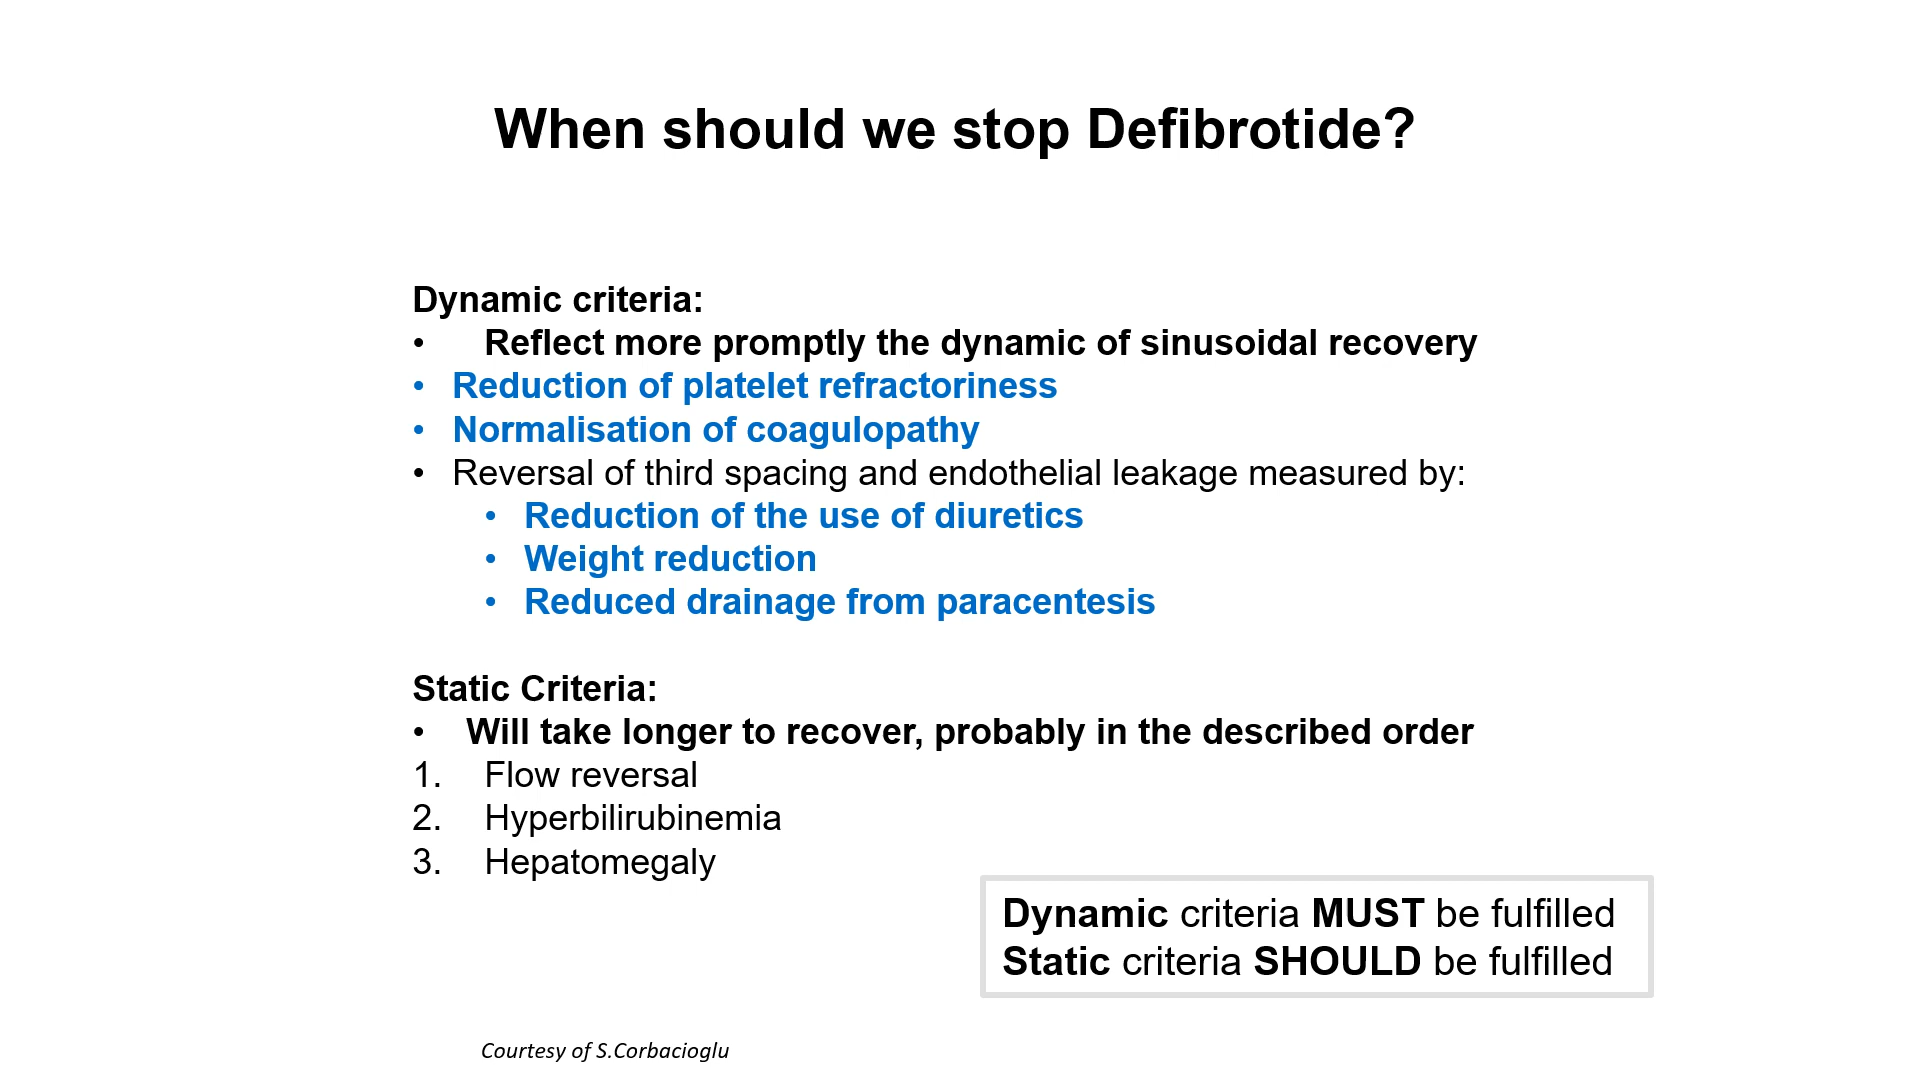 When should we stop Defibrotide?
Dynamic criteria:
• Reflect more promptly the dynamic of sinusoidal recovery
• Reduction of platelet refractoriness
• Normalisation of coagulopathy
• Reversal of third spacing and endothelial leakage measured by:
• Reduction of the use of diuretics
• Weight reduction
• Reduced drainage from paracentesis
Static Criteria:
• Will take longer to recover, probably in the described order
1. Flow reversal
2. Hyperbilirubinemia
3. Hepatomegaly
Dynamic criteria MUST be fulfilled
Static criteria SHOULD be fulfilled
Courtesy of S.Corbacioglu